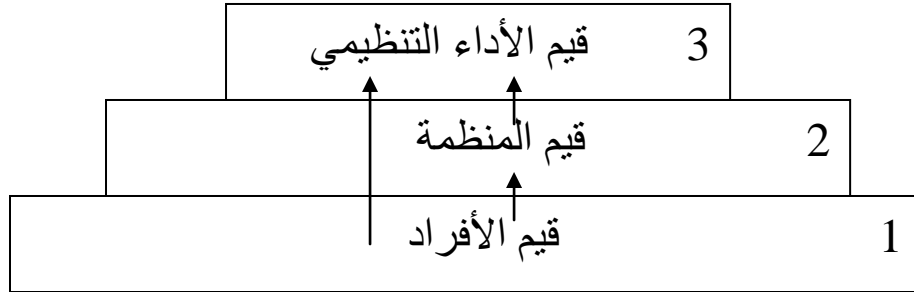 3 قيم الأداء التنظيمي
2 قيم المنظمة
1 قيم الأفراد